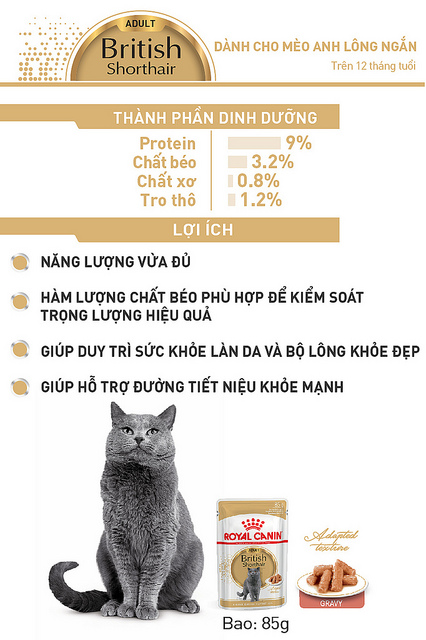 ADULT
British
Shorthair
DÀNH CHO MÈO ANH LÔNG NGẮN
Trên 12 tháng tuổi
THÀNH PHẦN DINH DƯỠNG
Protein 9%
Chất béo 3.2%
Chất xơ 0.8%
Tro thô 1.2%
LỢI ÍCH
NĂNG LƯỢNG VỪA ĐỦ
HÀM LƯỢNG CHẤT BÉO PHÙ HỢP ĐỂ KIỂM SOÁT
TRỌNG LƯỢNG HIỆU QUẢ
GIÚP DUY TRÌ SỨC KHỎE LÀN DA VÀ BỘ LÔNG KHỎE ĐẸP
GIÚP HỖ TRỢ ĐƯỜNG TIẾT NIỆU KHỎE MẠNH
ROYAL CANIN
British
Shorthair
Adapted
texture
GRAVY
Bao: 85g